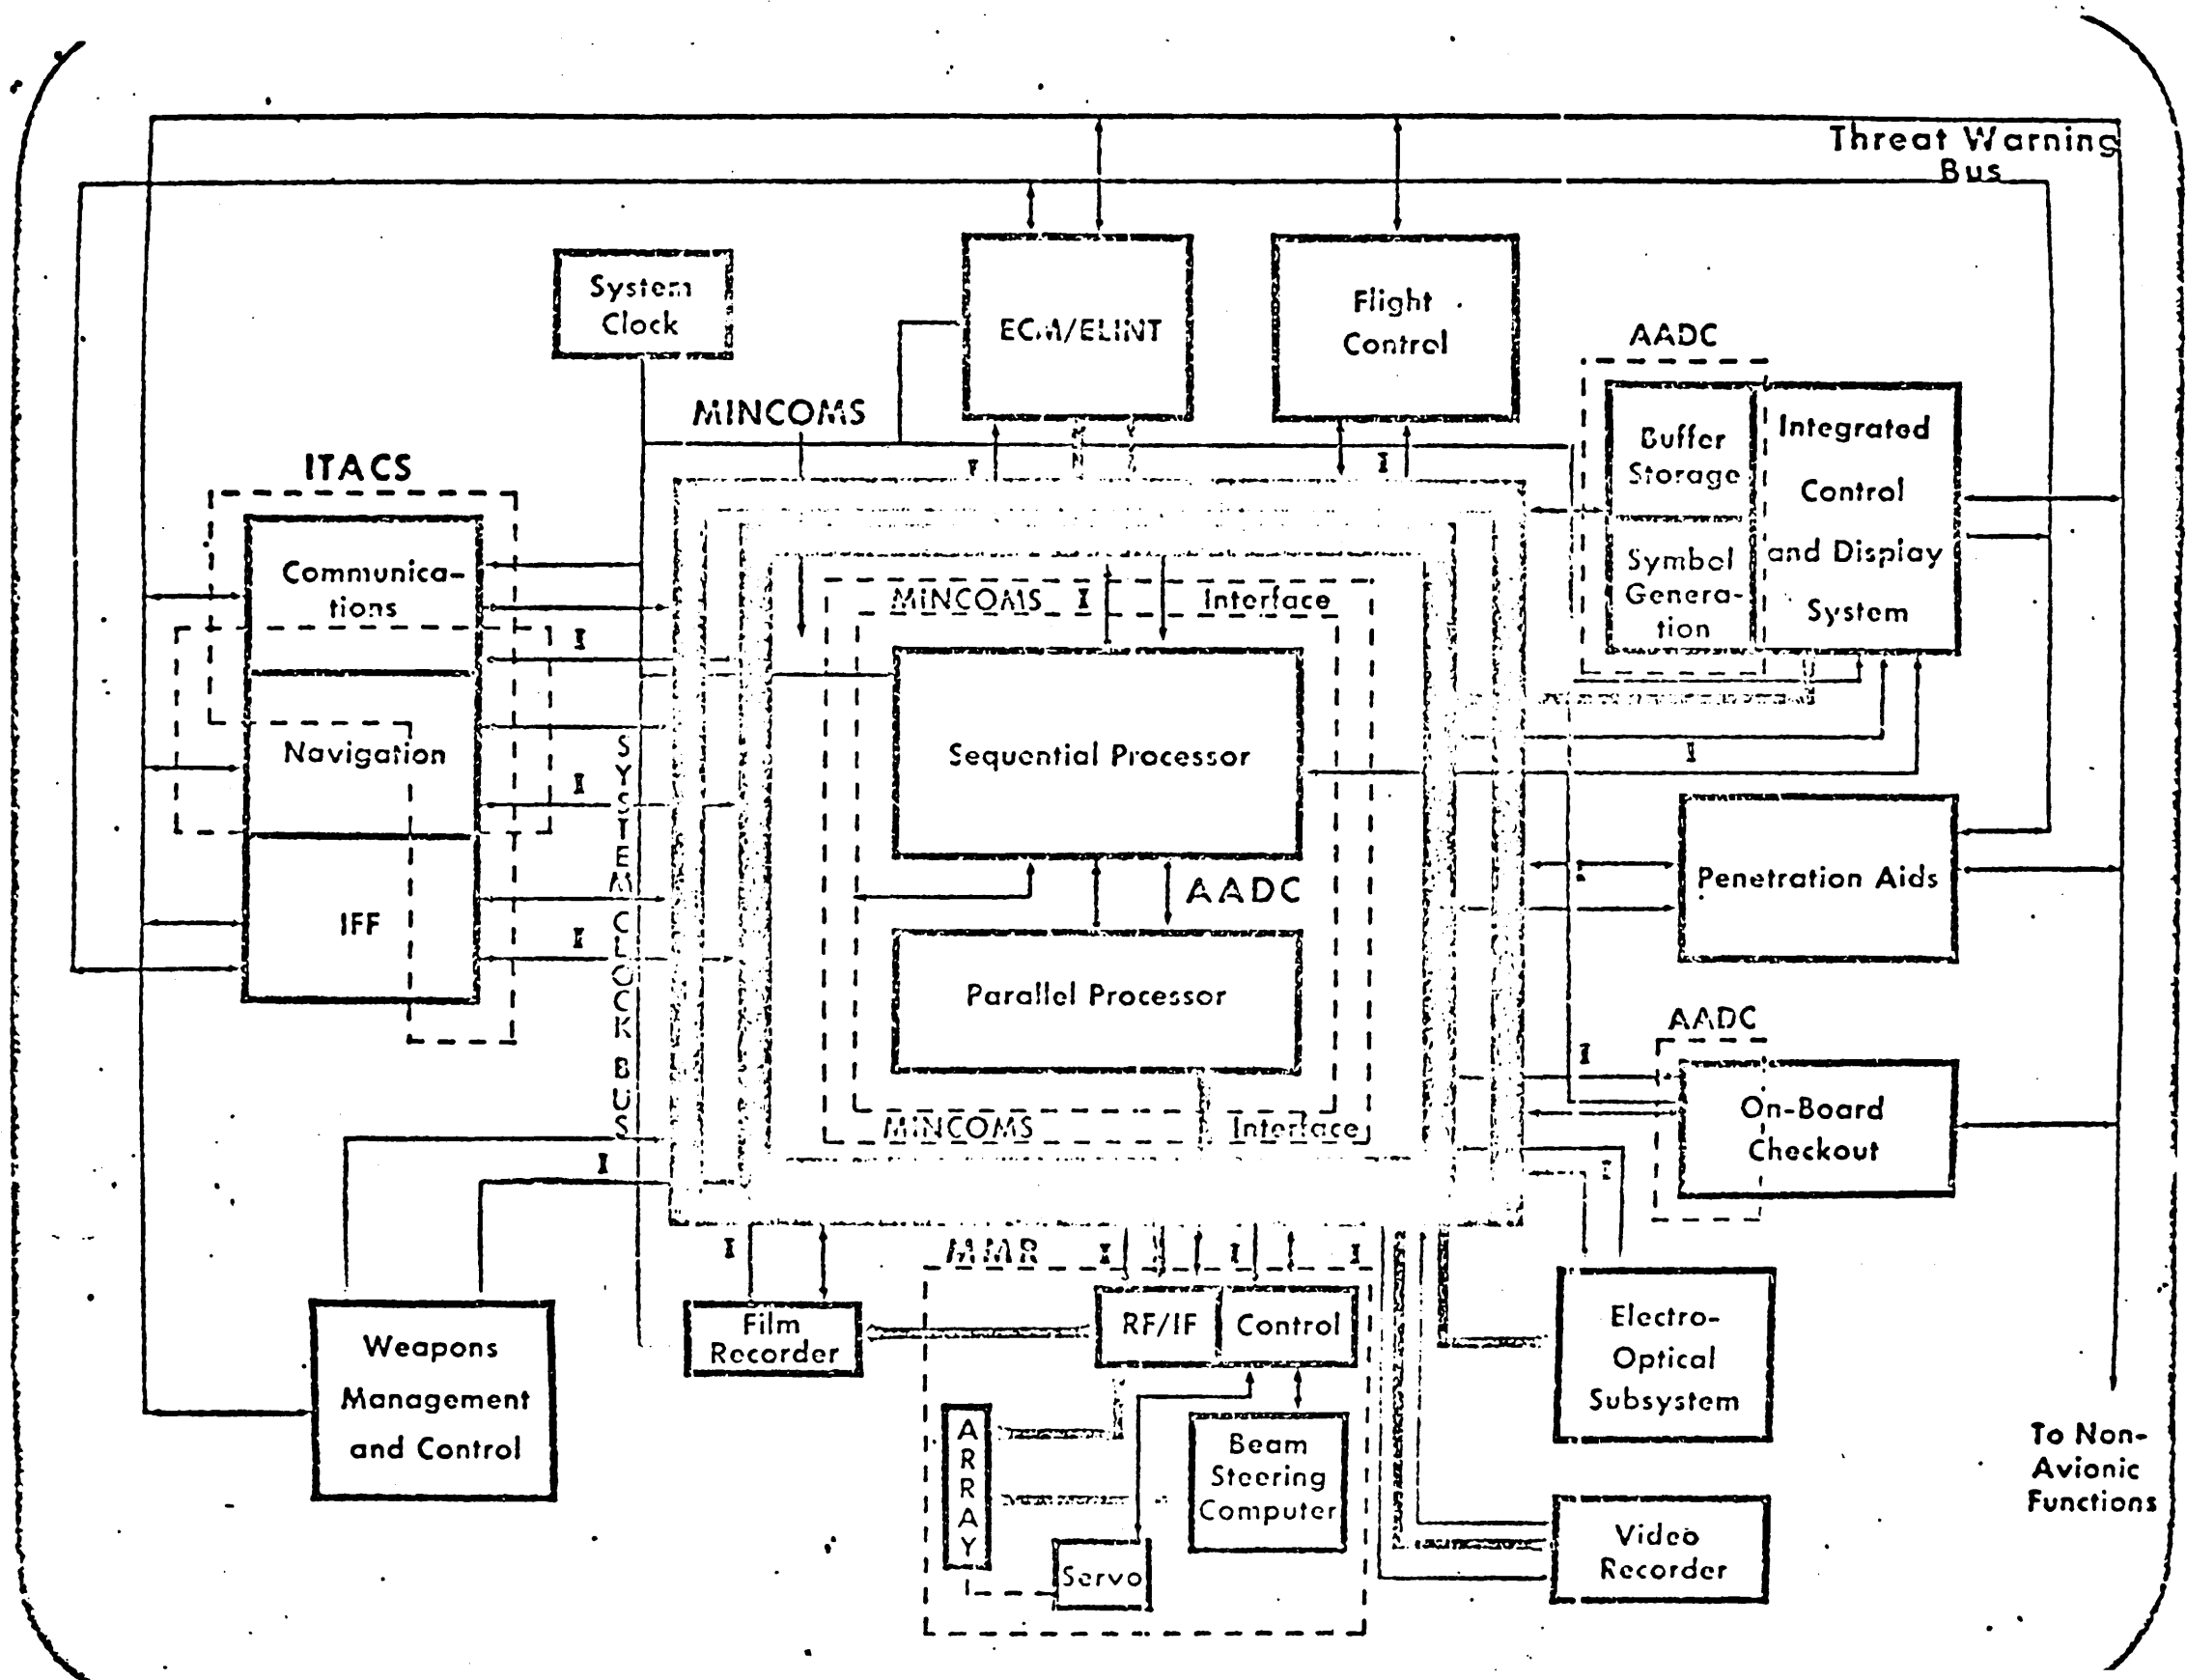 Threat Warning
Bus
System
Clock
ECM/ELINT
Flight
Control
AADC
MINCOMS
Buffer
Storage
Integrated
Control
and Display
System
ITACS
I
Symbol
Genera-
tion
Communica-
tions
MINCOMS I Interface
I
Navigation
Sequential Processor
I
I
SYSTEM CLOCK BUS
AADC
Penetration Aids
IFF
I
Parallel Processor
AADC
I
MINCOMS Interface
On-Board
Checkout
I
I
MMR
I
I
I
Film
Recorder
RF/IF
Control
Weapons
Management
and Control
Electro-
Optical
Subsystem
ARRAY
Beam
Steering
Computer
To Non-
Avionic
Functions
Servo
Video
Recorder